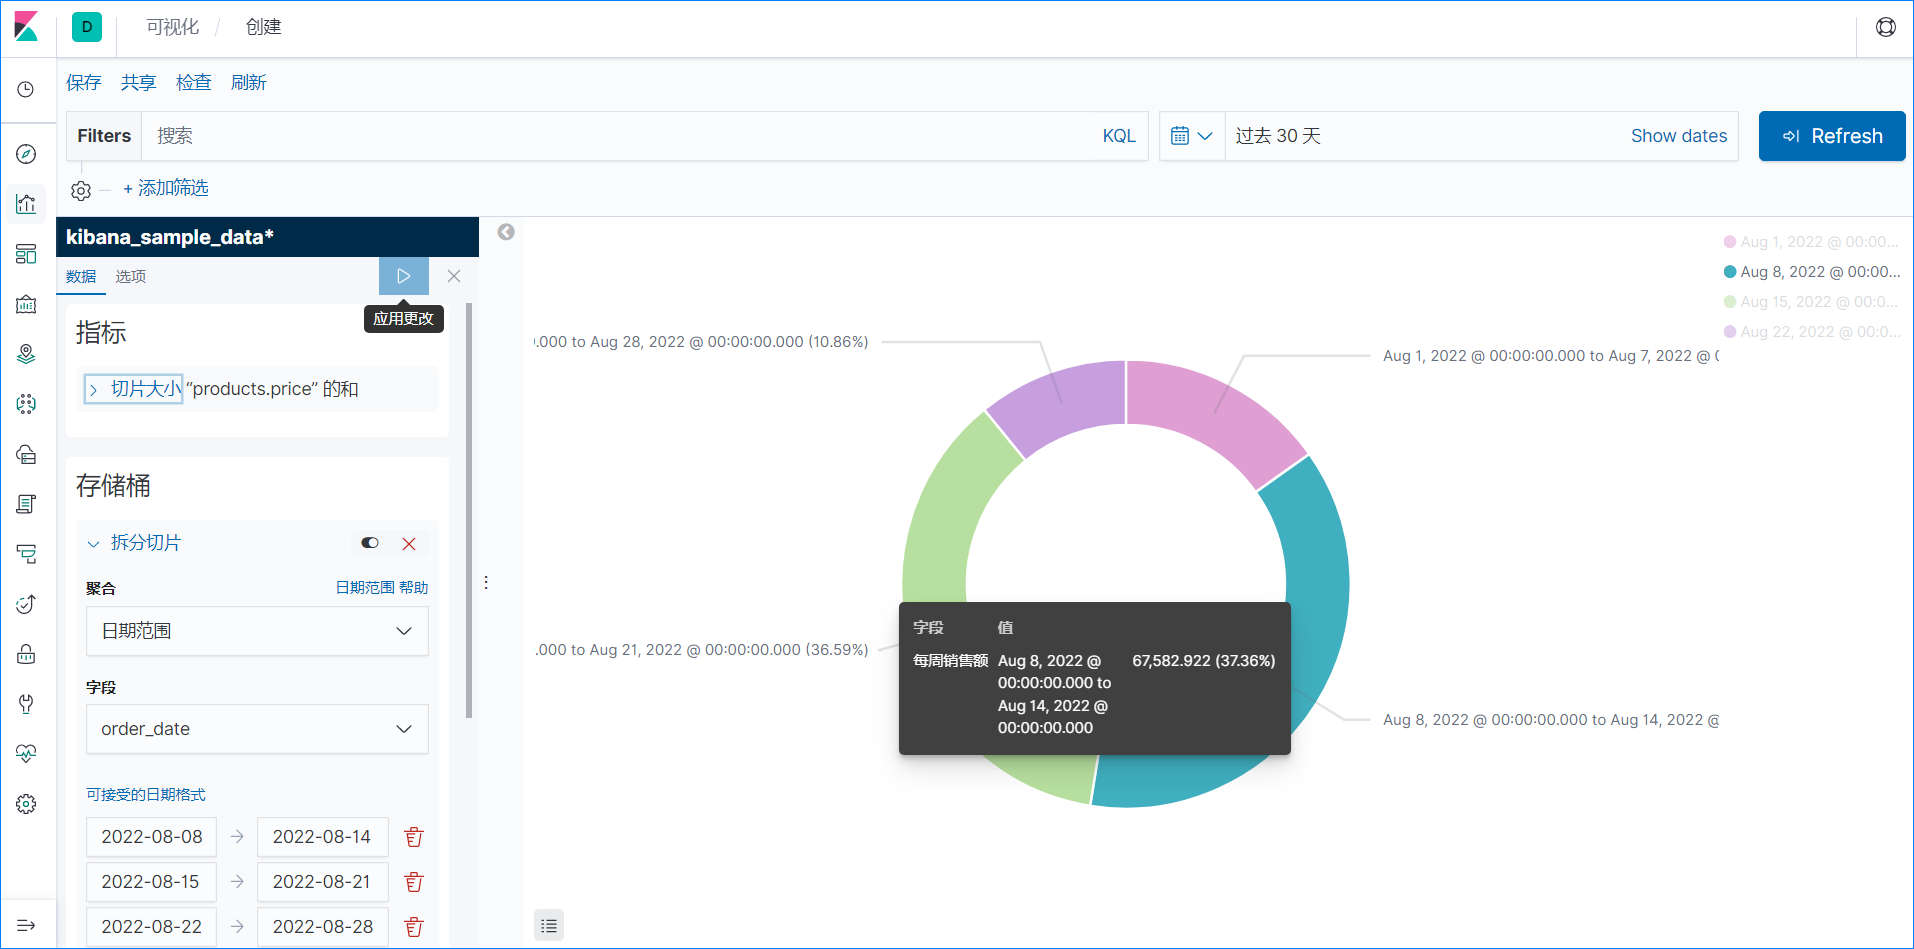 D
可视化 / 创建
保存 共享 检查 刷新
Filters 搜索 KQL 过去 30 天 Show dates Refresh
+ 添加筛选
kibana_sample_data*
数据 选项
应用更改
指标
切片大小 “products.price” 的和
存储桶
拆分切片
聚合 日期范围 帮助
日期范围
字段
order_date
可接受的日期格式
2022-08-08 → 2022-08-14
2022-08-15 → 2022-08-21
2022-08-22 → 2022-08-28
.000 to Aug 28, 2022 @ 00:00:00.000 (10.86%)
Aug 1, 2022 @ 00:00:00.000 to Aug 7, 2022 @
.000 to Aug 21, 2022 @ 00:00:00.000 (36.59%)
Aug 8, 2022 @ 00:00:00.000 to Aug 14, 2022 @
字段 值
每周销售额 Aug 8, 2022 @ 67,582.922 (37.36%)
00:00:00.000 to
Aug 14, 2022 @
00:00:00.000
Aug 1, 2022 @ 00:00...
Aug 8, 2022 @ 00:00...
Aug 15, 2022 @ 00:0...
Aug 22, 2022 @ 00:0...